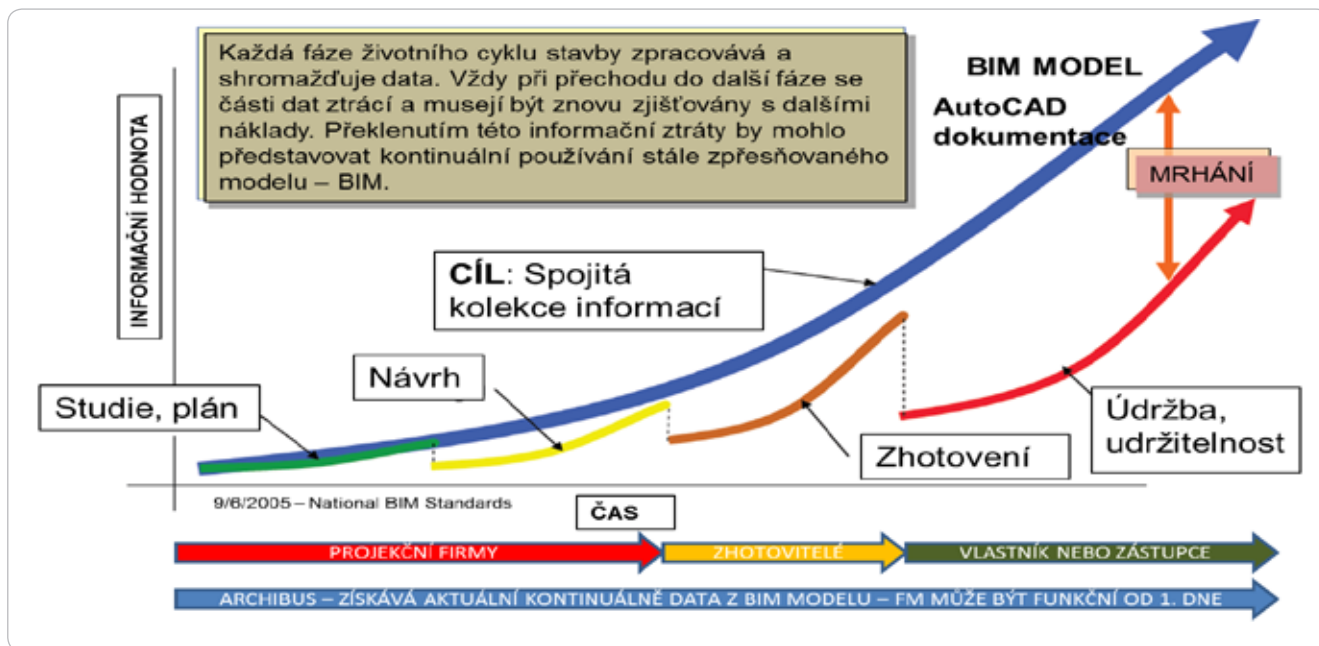 Každá fáze životního cyklu stavby zpracovává a
shromažďuje data. Vždy při přechodu do další fáze se
části dat ztrácí a musejí být znovu zjišťovány s dalšími
náklady. Překlenutím této informační ztráty by mohlo
představovat kontinuální používání stále zpřesňovaného
modelu – BIM.
BIM MODEL
AutoCAD
dokumentace
MRHÁNÍ
INFORMAČNÍ HODNOTA
CÍL: Spojitá
kolekce informací
Návrh
Studie, plán
Zhotovení
Údržba,
udržitelnost
9/6/2005 – National BIM Standards
ČAS
PROJEKČNÍ FIRMY
ZHOTOVITELÉ
VLASTNÍK NEBO ZÁSTUPCE
ARCHIBUS – ZÍSKÁVÁ AKTUÁLNÍ KONTINUÁLNĚ DATA Z BIM MODELU – FM MŮŽE BÝT FUNKČNÍ OD 1. DNE